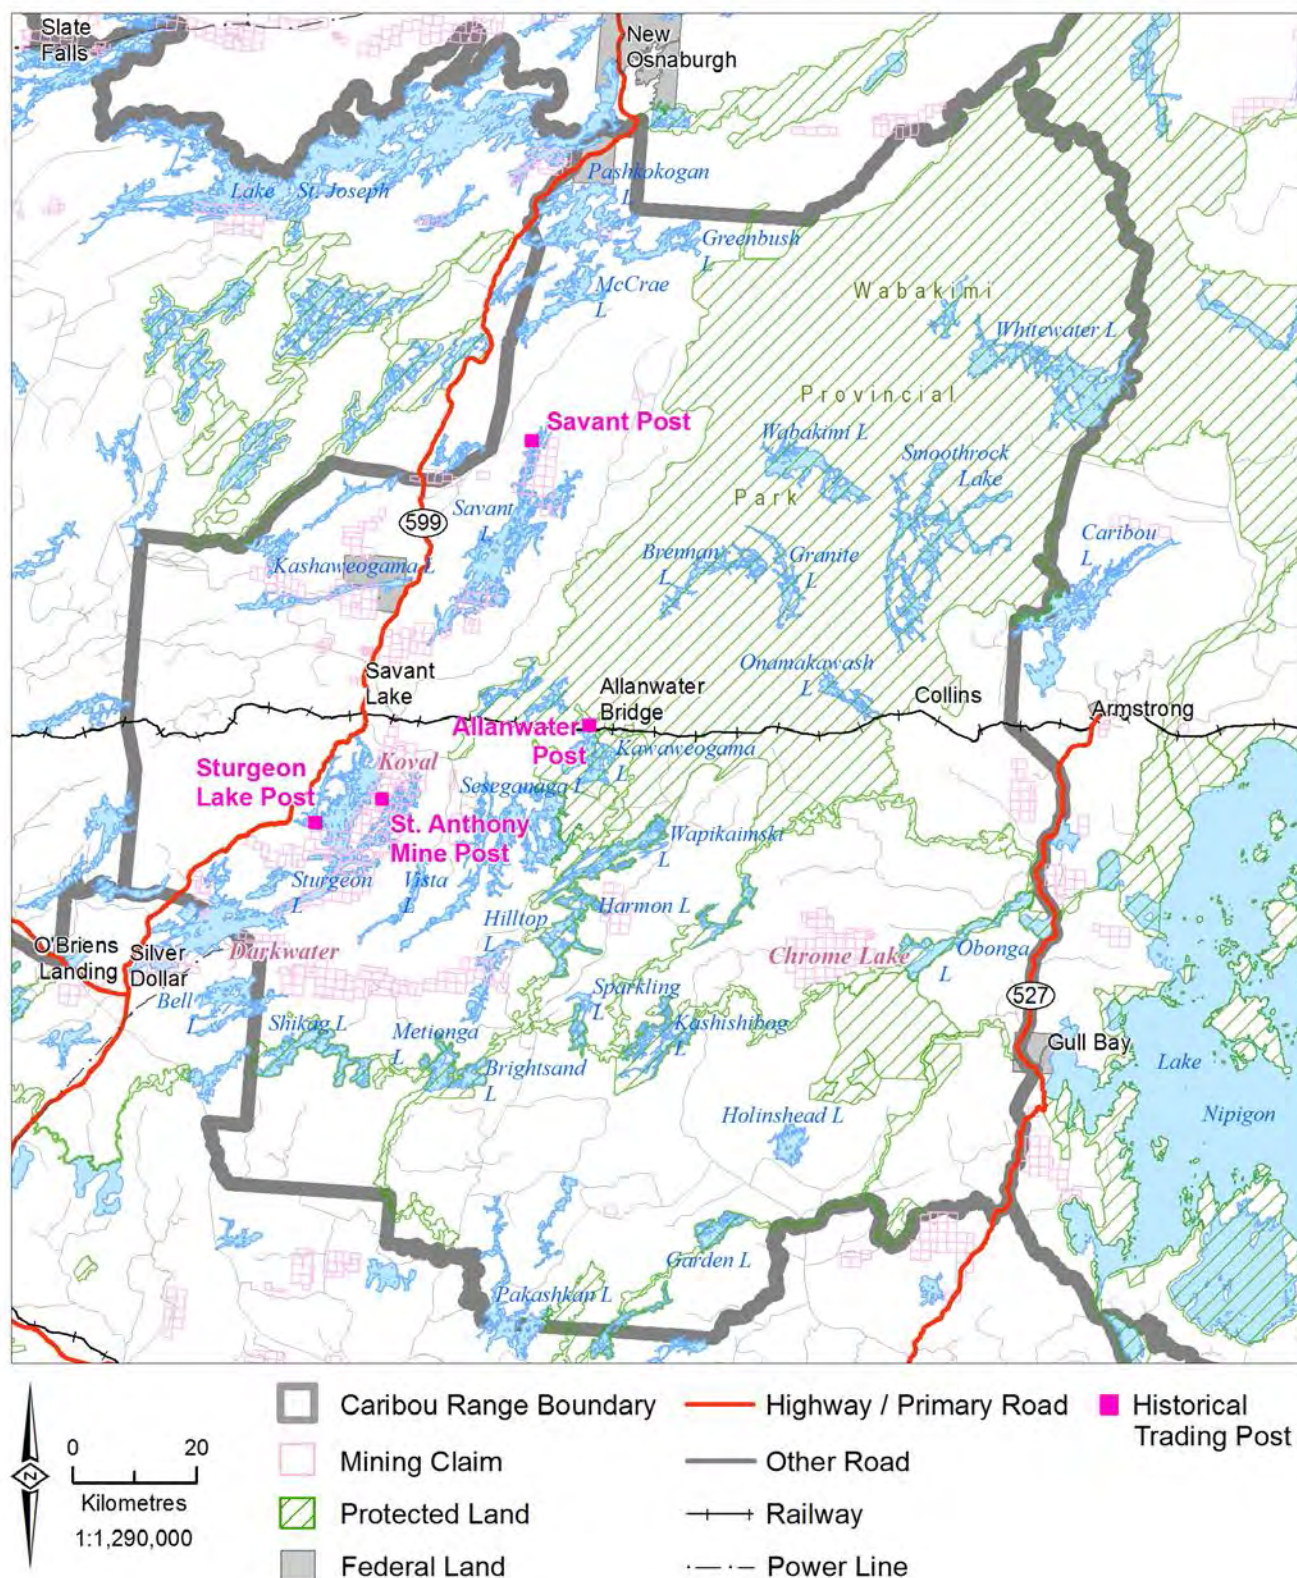 Slate
Falls
New
Osnaburgh
Pashkokogan
L
Lake St. Joseph
Greenbush
L
McCrae
L
Wabakimi
Whitewater L
Provincial
Savant Post
Wabakimi L
Smoothrock
Lake
Park
599
Savant
L
Caribou
L
Brennan
L
Granite
L
Kashaweogama L
Savant
Lake
Onamakawash
L
Allanwater
Bridge
Collins
Armstrong
Allanwater
Post
Kawaweogama
L
Koval
Sturgeon
Lake Post
Seseganaga L
St. Anthony
Mine Post
Wapikaimski
L
Sturgeon
L
Vista
L
Hilltop
L
Harmon L
O'Briens
Landing
Silver
Dollar
Darkwater
Chrome Lake
Obonga
L
Bell
L
Sparkling
L
527
Shikag L
Metionga
L
Kashishibog
L
Gull Bay
Brightsand
L
Lake
Nipigon
Holinshead L
Garden L
Pakashkan L
N
0 20
Kilometres
1:1,290,000
Caribou Range Boundary
Mining Claim
Protected Land
Federal Land
Highway / Primary Road
Other Road
Railway
Power Line
Historical
Trading Post